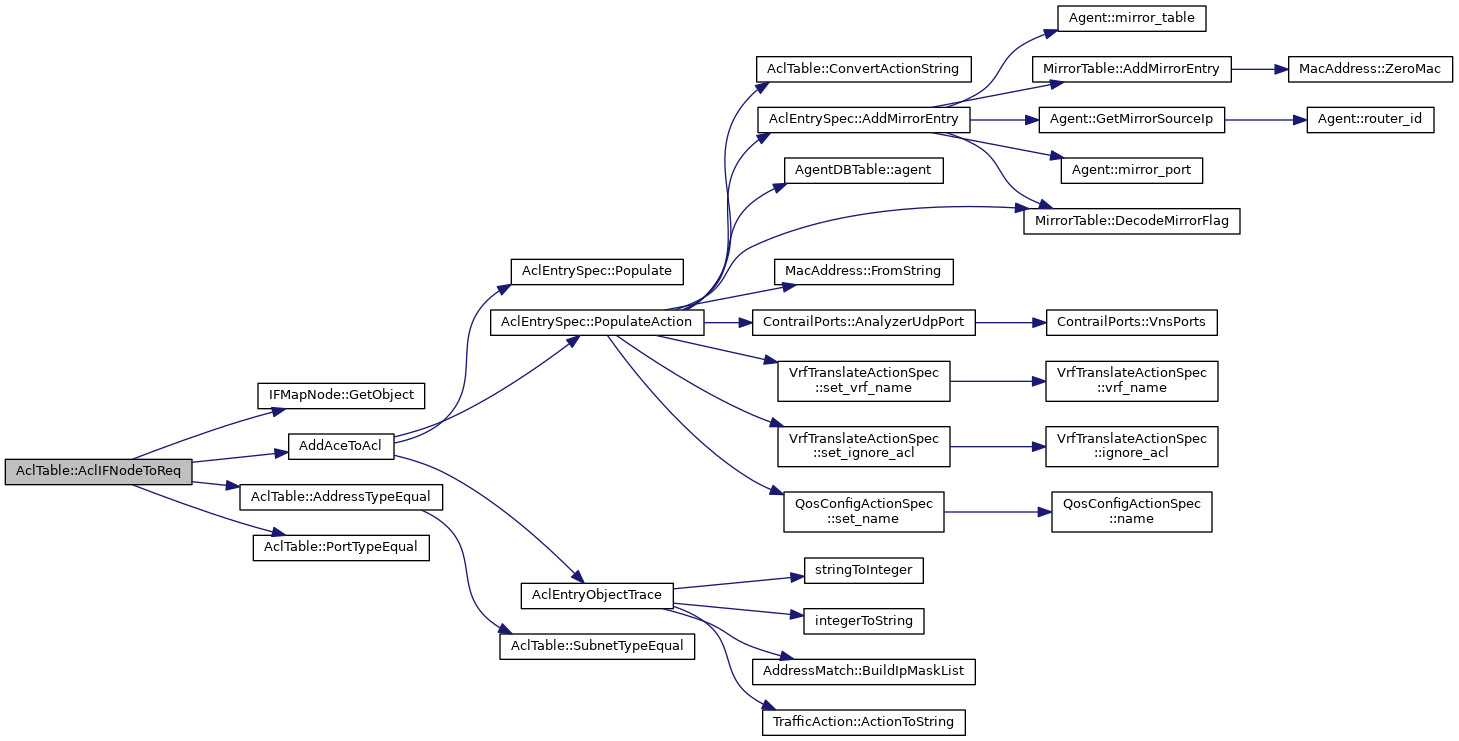 Agent::mirror_table
AclTable::ConvertActionString
MirrorTable::AddMirrorEntry
MacAddress::ZeroMac
AclEntrySpec::AddMirrorEntry
Agent::GetMirrorSourceIp
Agent::router_id
AgentDBTable::agent
Agent::mirror_port
MirrorTable::DecodeMirrorFlag
AclEntrySpec::Populate
MacAddress::FromString
AclEntrySpec::PopulateAction
ContrailPorts::AnalyzerUdpPort
ContrailPorts::VnsPorts
VrfTranslateActionSpec
::set_vrf_name
VrfTranslateActionSpec
::vrf_name
IFMapNode::GetObject
AddAceToAcl
VrfTranslateActionSpec
::set_ignore_acl
VrfTranslateActionSpec
::ignore_acl
AclTable::AclIFNodeToReq
AclTable::AddressTypeEqual
QosConfigActionSpec
::set_name
QosConfigActionSpec
::name
AclTable::PortTypeEqual
stringToInteger
AclEntryObjectTrace
integerToString
AclTable::SubnetTypeEqual
AddressMatch::BuildIpMaskList
TrafficAction::ActionToString